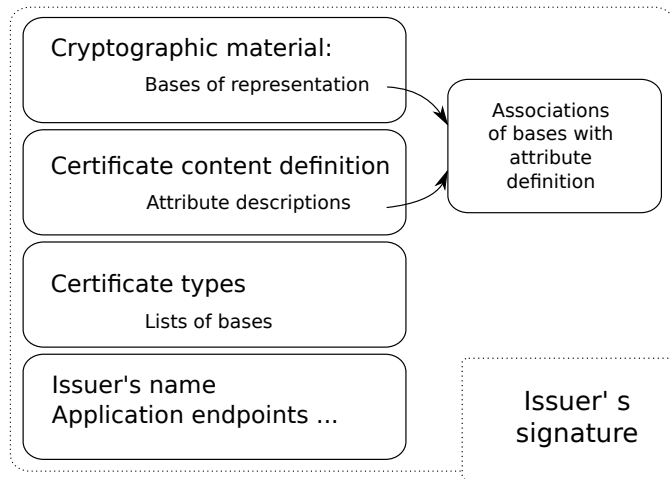 Cryptographic material:
Bases of representation
Associations
of bases with
attribute
definition
Certificate content definition
Attribute descriptions
Certificate types
Lists of bases
Issuer's name
Application endpoints ...
Issuer' s
signature